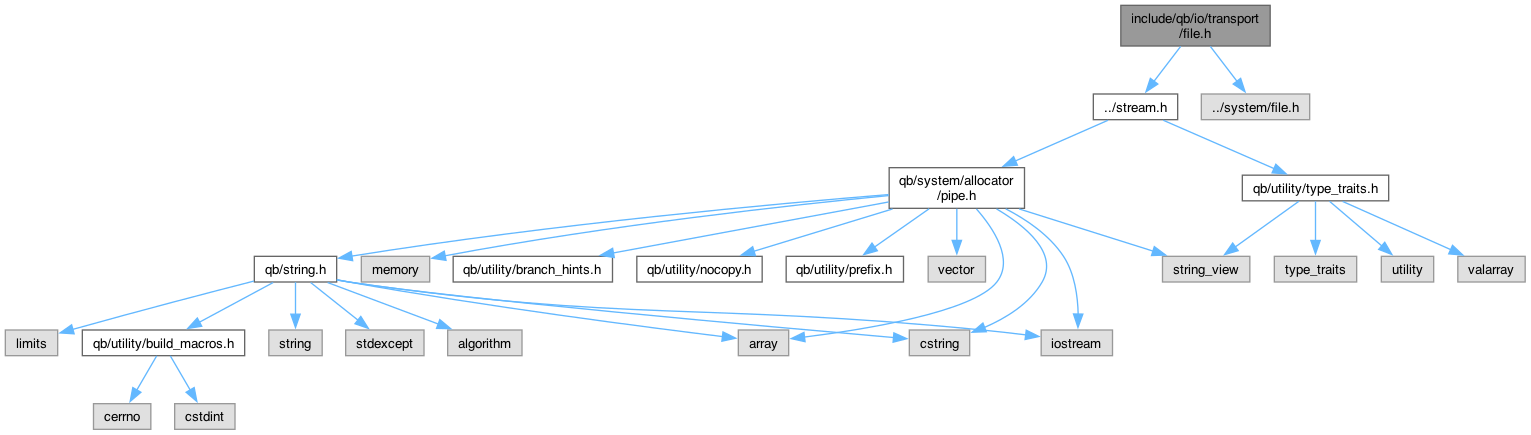 include/qb/io/transport
/file.h
../stream.h
../system/file.h
qb/system/allocator
/pipe.h
qb/utility/type_traits.h
qb/string.h
memory
qb/utility/branch_hints.h
qb/utility/nocopy.h
qb/utility/prefix.h
vector
string_view
type_traits
utility
valarray
limits
qb/utility/build_macros.h
string
stdexcept
algorithm
array
cstring
iostream
cerrno
cstdint